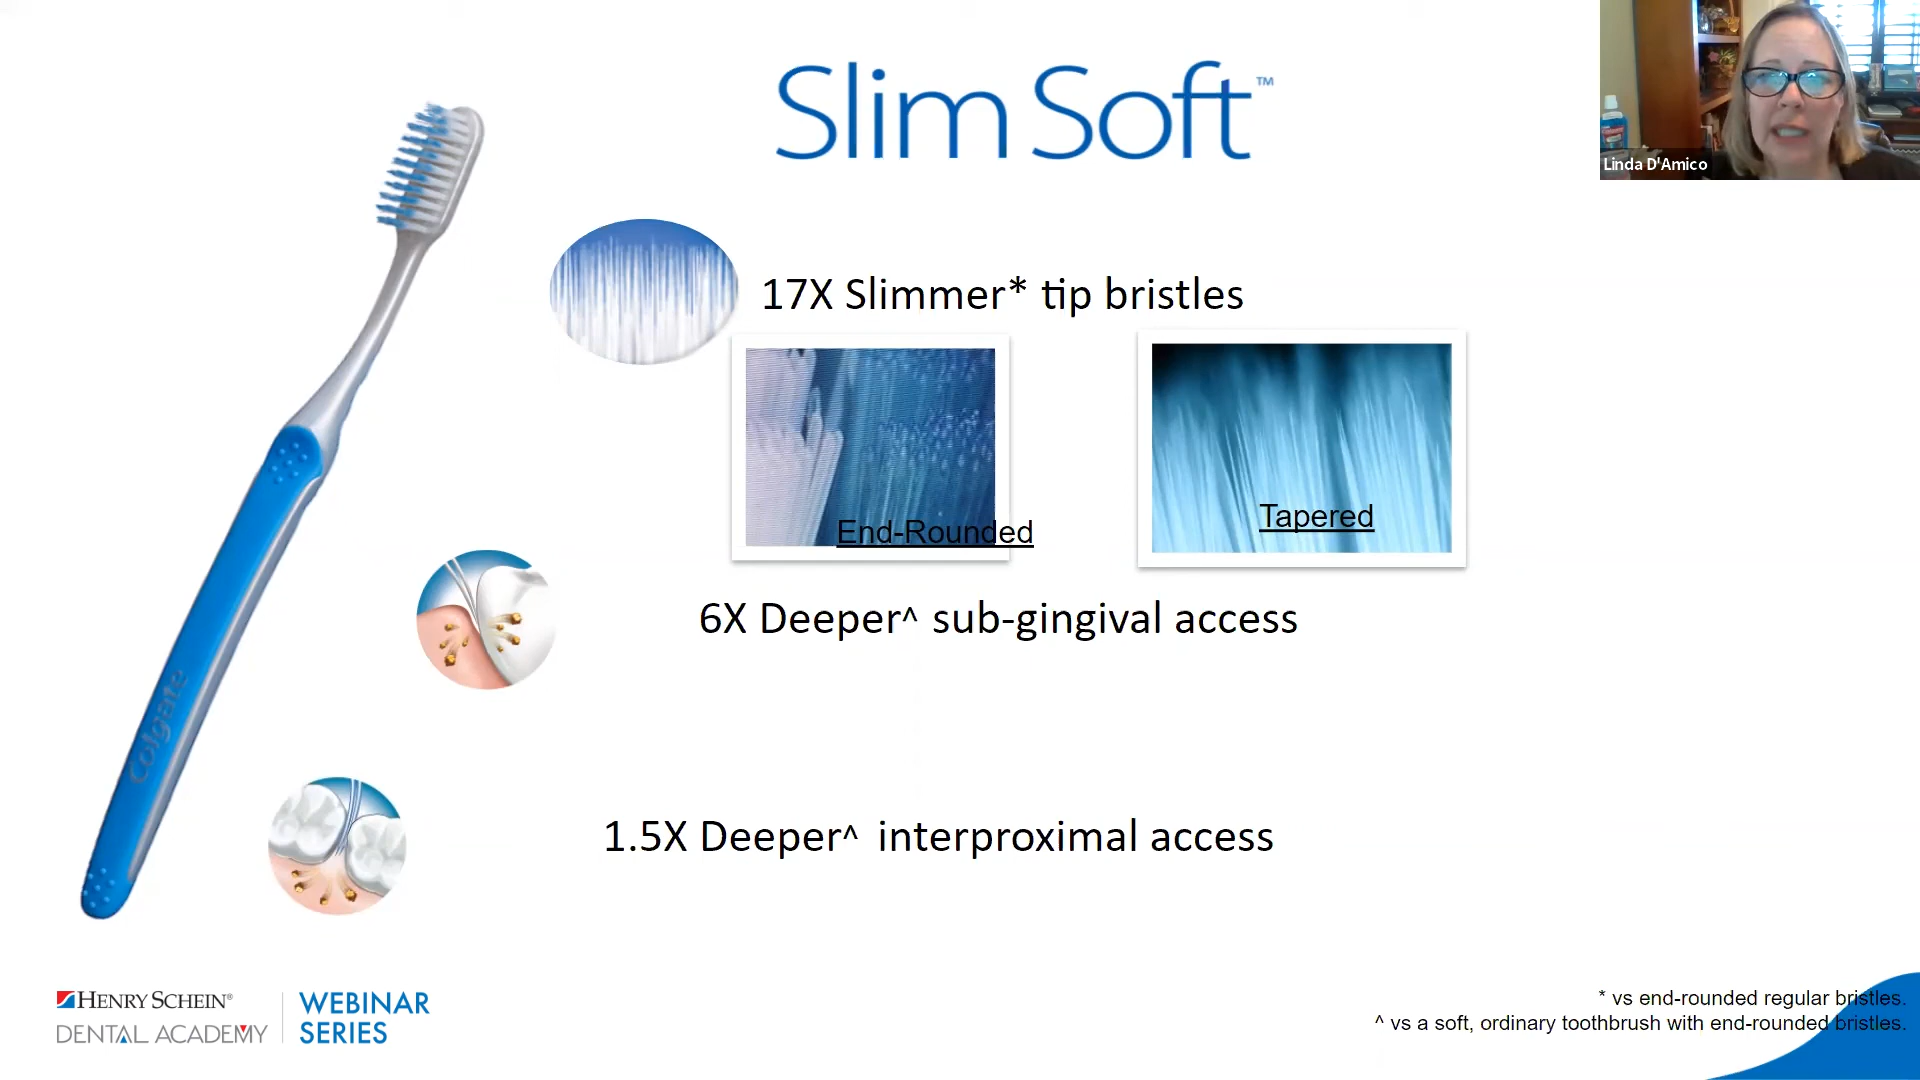 Slim Soft™
Linda D'Amico
17X Slimmer* tip bristles
End-Rounded
Tapered
6X Deeper^ sub-gingival access
Colgate
1.5X Deeper^ interproximal access
HENRY SCHEIN®
DENTAL ACADEMY
WEBINAR
SERIES
* vs end-rounded regular bristles.
^ vs a soft, ordinary toothbrush with end-rounded bristles.